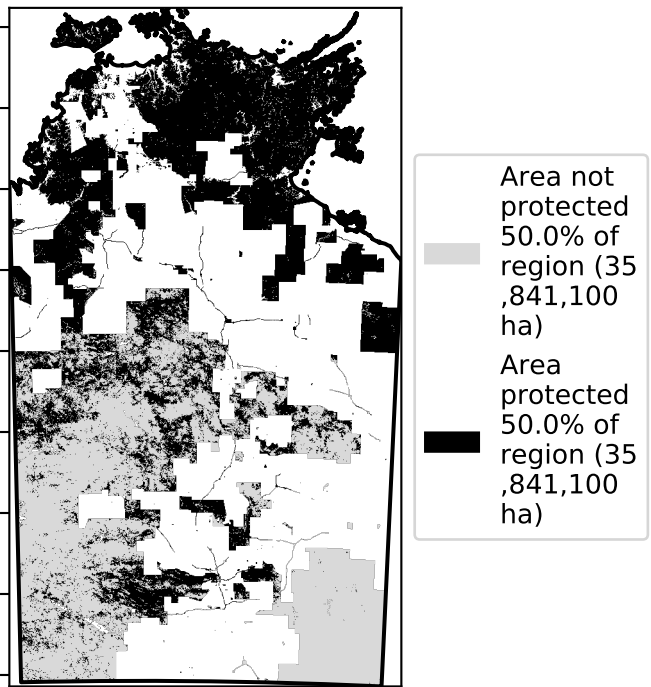 Area not
protected
50.0% of
region (35
,841,100
ha)
Area
protected
50.0% of
region (35
,841,100
ha)